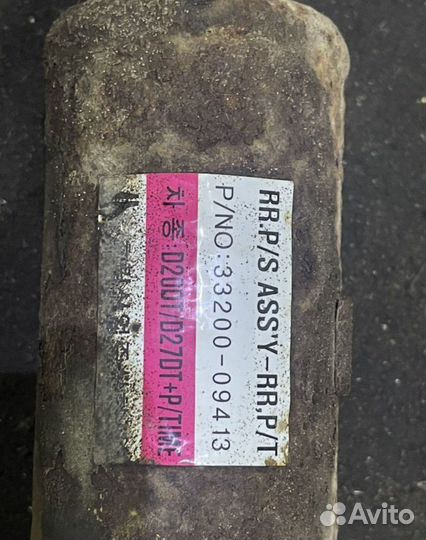 RR.P/S ASS'Y-RR,P/T
P/NO:33200-09413
차 종:D20DT/D27DT+P/TIME
Avito